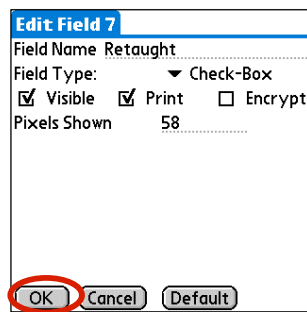 Edit Field 7
Field Name Retaught
Field Type: Check-Box
Visible Print Encrypt
Pixels Shown 58
OK Cancel Default